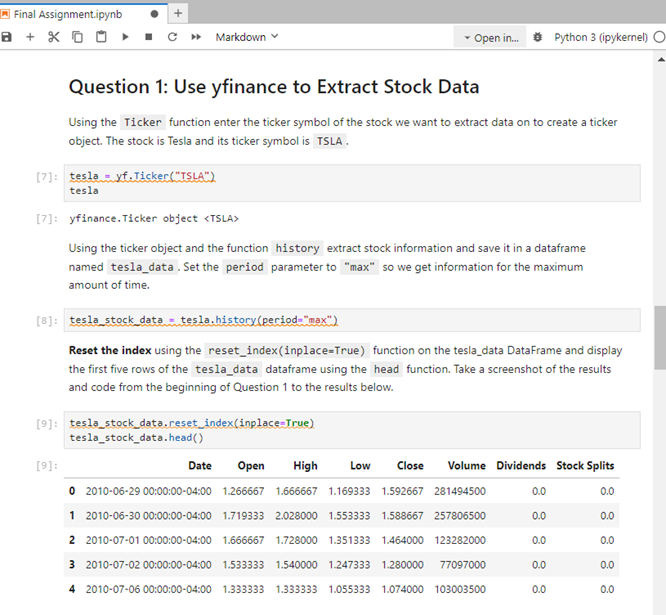 Final Assignment.ipynb
Markdown
Open in...
Python 3 (ipykernel)
Question 1: Use yfinance to Extract Stock Data
Using the Ticker function enter the ticker symbol of the stock we want to extract data on to create a ticker
object. The stock is Tesla and its ticker symbol is TSLA .
[7]: tesla = yf.Ticker("TSLA")
tesla
[7]: yfinance.Ticker object <TSLA>
Using the ticker object and the function history extract stock information and save it in a dataframe
named tesla_data . Set the period parameter to "max" so we get information for the maximum
amount of time.
[8]: tesla_stock_data = tesla.history(period="max")
Reset the index using the reset_index(inplace=True) function on the tesla_data DataFrame and display
the first five rows of the tesla_data dataframe using the head function. Take a screenshot of the results
and code from the beginning of Question 1 to the results below.
[9]: tesla_stock_data.reset_index(inplace=True)
tesla_stock_data.head()
[9]: Date Open High Low Close Volume Dividends Stock Splits
0 2010-06-29 00:00:00-04:00 1.266667 1.666667 1.169333 1.592667 281494500 0.0 0.0
1 2010-06-30 00:00:00-04:00 1.719333 2.028000 1.553333 1.588667 257806500 0.0 0.0
2 2010-07-01 00:00:00-04:00 1.666667 1.728000 1.351333 1.464000 123282000 0.0 0.0
3 2010-07-02 00:00:00-04:00 1.533333 1.540000 1.247333 1.280000 77097000 0.0 0.0
4 2010-07-06 00:00:00-04:00 1.333333 1.333333 1.055333 1.074000 103003500 0.0 0.0